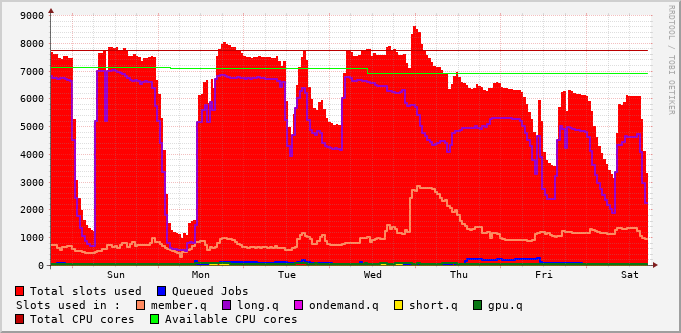 RRDTOOL / TOBI OETIKER
9000
8000
7000
6000
5000
4000
3000
2000
1000
0
Sun Mon Tue Wed Thu Fri Sat
Total slots used Queued Jobs
Slots used in : member.q long.q ondemand.q short.q gpu.q
Total CPU cores Available CPU cores